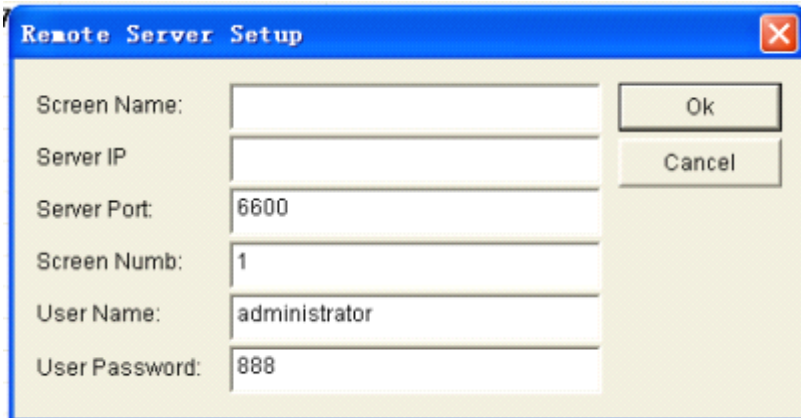 Remote Server Setup
Screen Name:
Ok
Server IP
Cancel
Server Port: 6600
Screen Numb: 1
User Name: administrator
User Password: 888